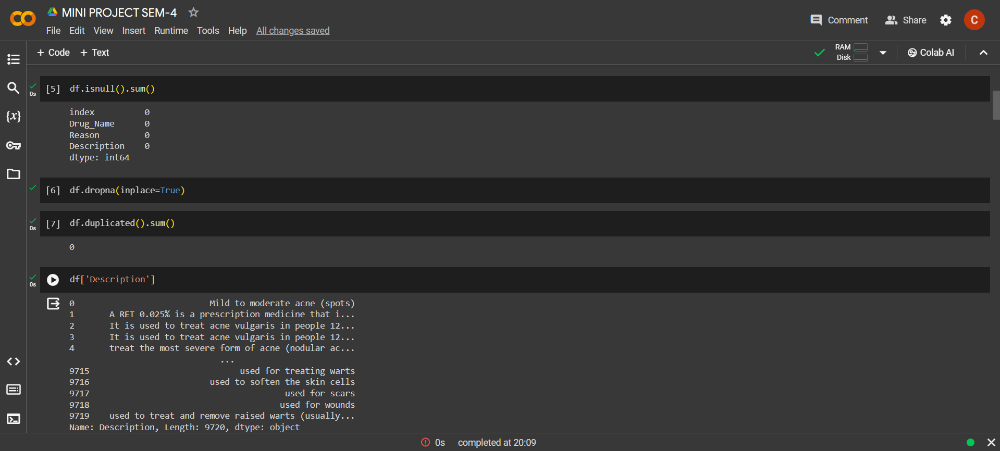 MINI PROJECT SEM-4
File Edit View Insert Runtime Tools Help All changes saved
Comment Share C
+ Code + Text
RAM
Disk
Colab AI
0s
[5] df.isnull().sum()
index 0
Drug_Name 0
Reason 0
Description 0
dtype: int64
[6] df.dropna(inplace=True)
0s
[7] df.duplicated().sum()
0
0s
df['Description']
0 Mild to moderate acne (spots)
1 A RET 0.025% is a prescription medicine that i...
2 It is used to treat acne vulgaris in people 12...
3 It is used to treat acne vulgaris in people 12...
4 treat the most severe form of acne (nodular ac...
...
9715 used for treating warts
9716 used to soften the skin cells
9717 used for scars
9718 used for wounds
9719 used to treat and remove raised warts (usually...
Name: Description, Length: 9720, dtype: object
0s completed at 20:09